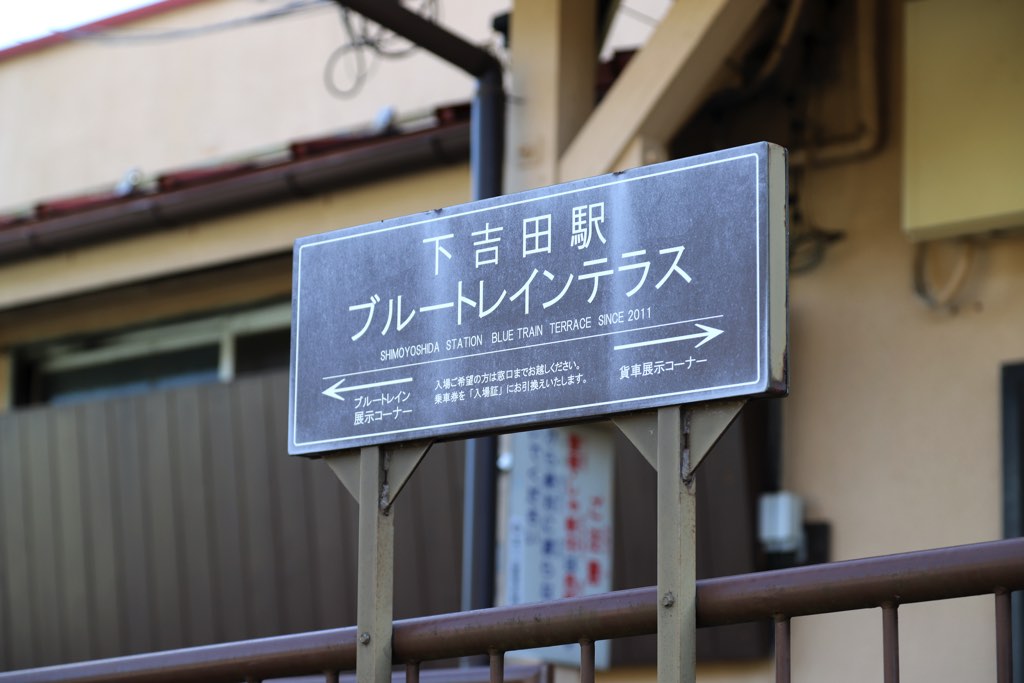 下吉田駅
ブルートレインテラス
SHIMOYOSHIDA STATION BLUE TRAIN TERRACE SINCE 2011
ブルートレイン
展示コーナー
入場ご希望の方は窓口までお越しください。
乗車券を「入場証」にお引換えいたします。
貨車展示コーナー